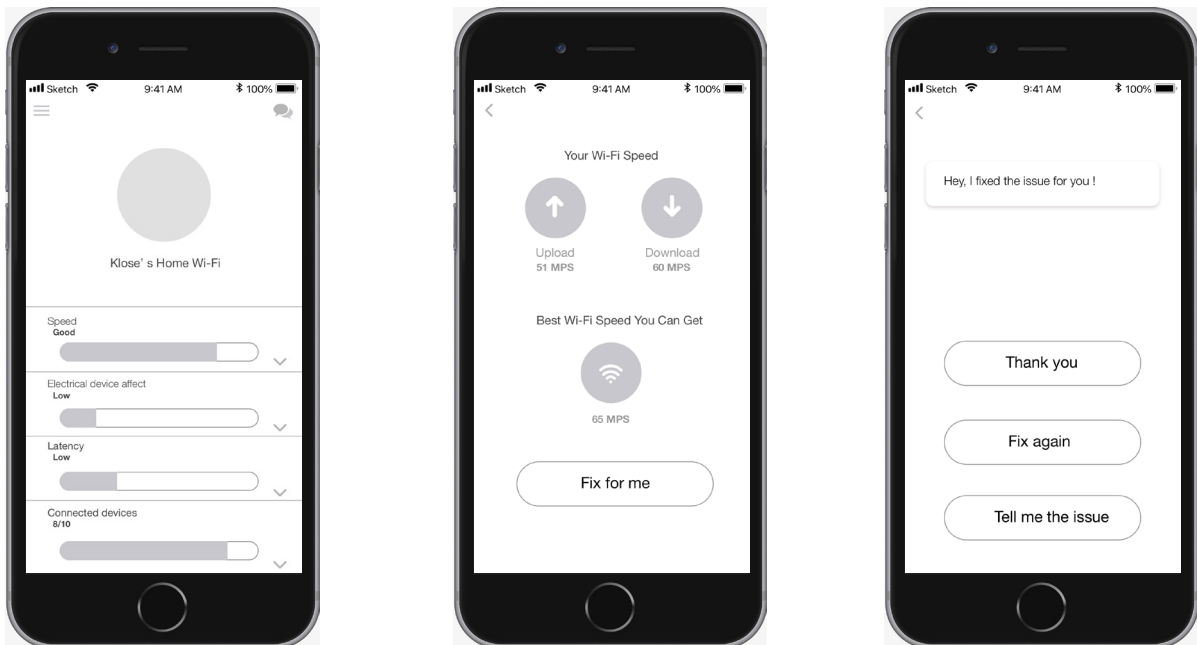 Sketch 9:41 AM 100%
Klose' s Home Wi-Fi
Speed
Good
Electrical device affect
Low
Latency
Low
Connected devices
8/10
Sketch 9:41 AM 100%
Your Wi-Fi Speed
Upload Download
51 MPS 60 MPS
Best Wi-Fi Speed You Can Get
65 MPS
Fix for me
Sketch 9:41 AM 100%
Hey, I fixed the issue for you !
Thank you
Fix again
Tell me the issue